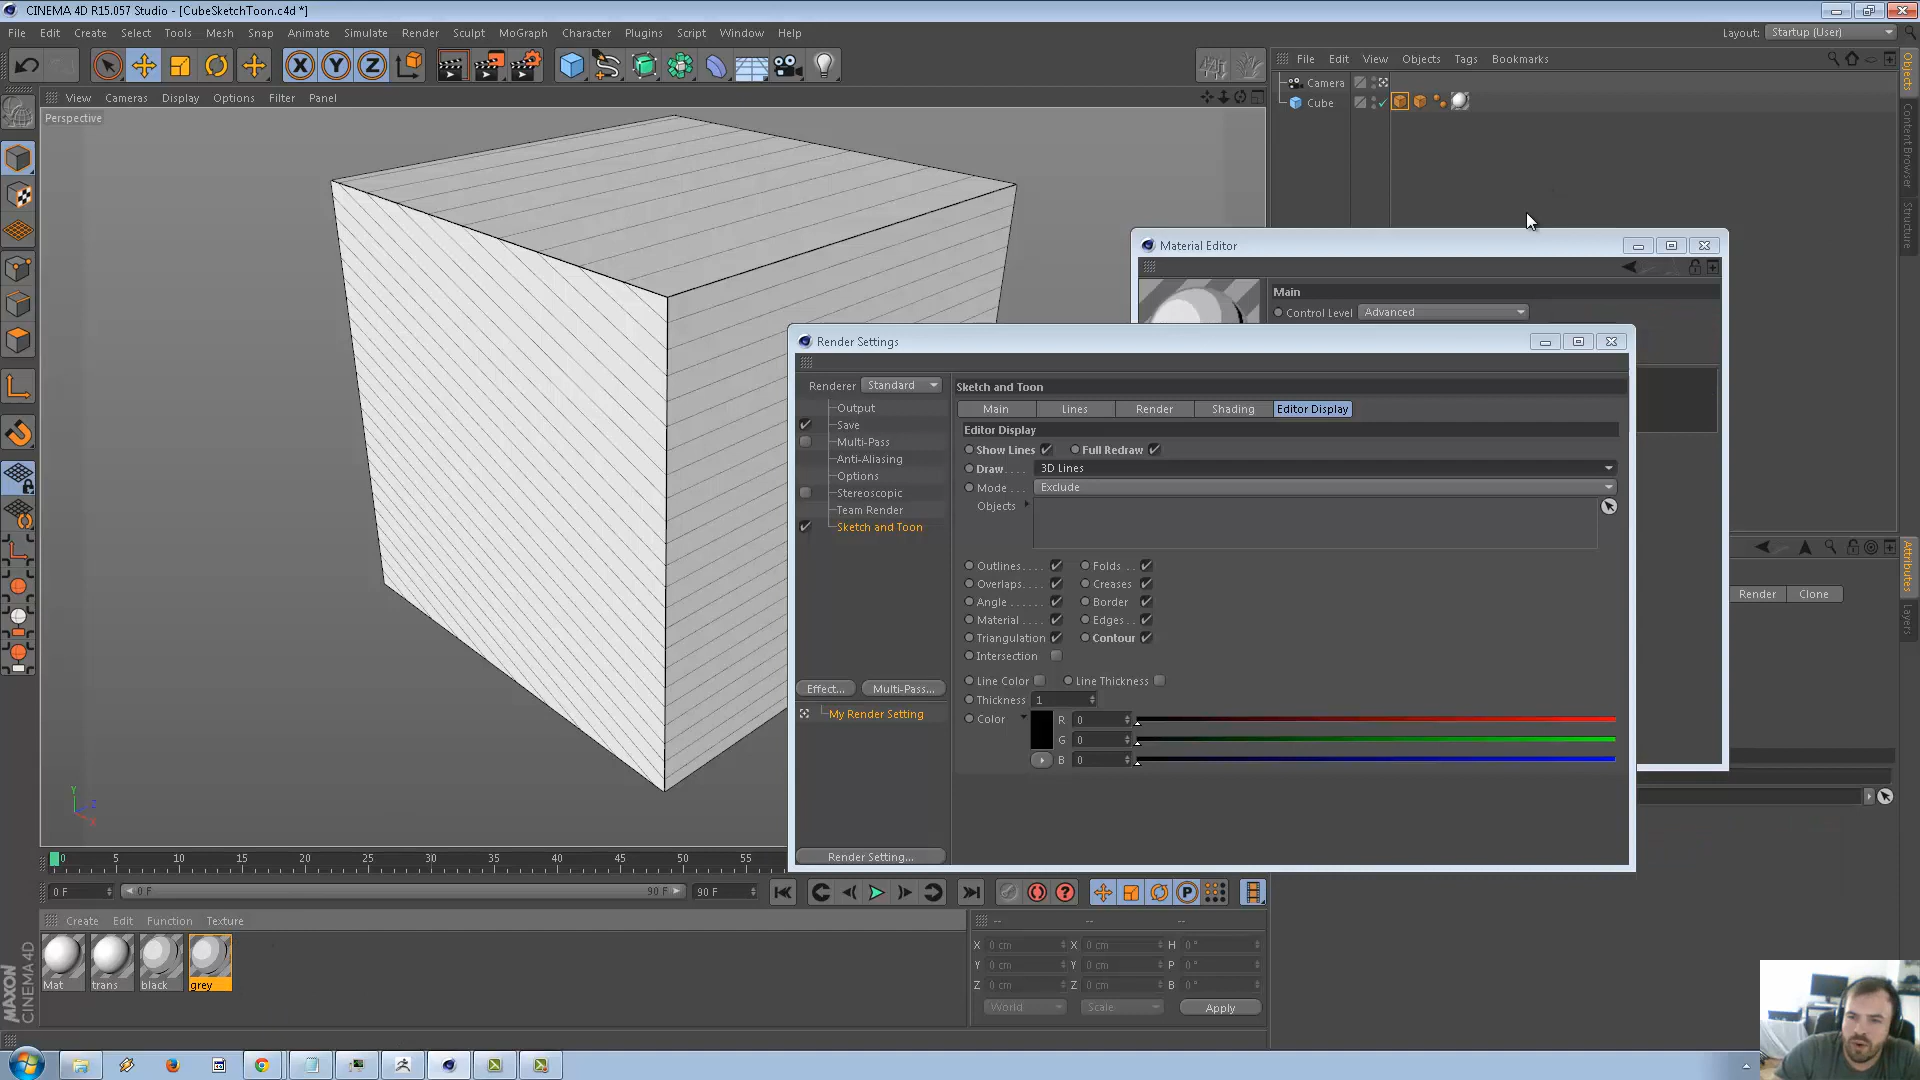 CINEMA 4D R15.057 Studio - [CubeSketchToon.c4d *]
File Edit Create Select Tools Mesh Snap Animate Simulate Render Sculpt MoGraph Character Plugins Script Window Help
Layout: Startup (User)
X Y Z
File Edit View Objects Tags Bookmarks
Camera
Cube
View Cameras Display Options Filter Panel
Perspective
Objects
Content Browser
Structure
Material Editor
Main
Control Level Advanced
Render Settings
Renderer Standard
Output
Save
Multi-Pass
Anti-Aliasing
Options
Stereoscopic
Team Render
Sketch and Toon
Effect... Multi-Pass...
My Render Setting
Render Setting...
Sketch and Toon
Main Lines Render Shading Editor Display
Editor Display
Show Lines Full Redraw
Draw.... 3D Lines
Mode... Exclude
Objects
Outlines.... Folds ..
Overlaps.... Creases
Angle ...... Border
Material.... Edges..
Triangulation Contour
Intersection
Line Color Line Thickness
Thickness 1
Color R 0
G 0
B 0
Attributes
Layers
Render Clone
Y
Z
X
0 5 10 15 20 25 30 35 40 45 50 55
0 F 0 F 90 F 90 F
P
Create Edit Function Texture
Mat trans black grey
-- -- --
X 0 cm X 0 cm H 0 °
Y 0 cm Y 0 cm P 0 °
Z 0 cm Z 0 cm B 0 °
World Scale Apply
MAXON
CINEMA 4D